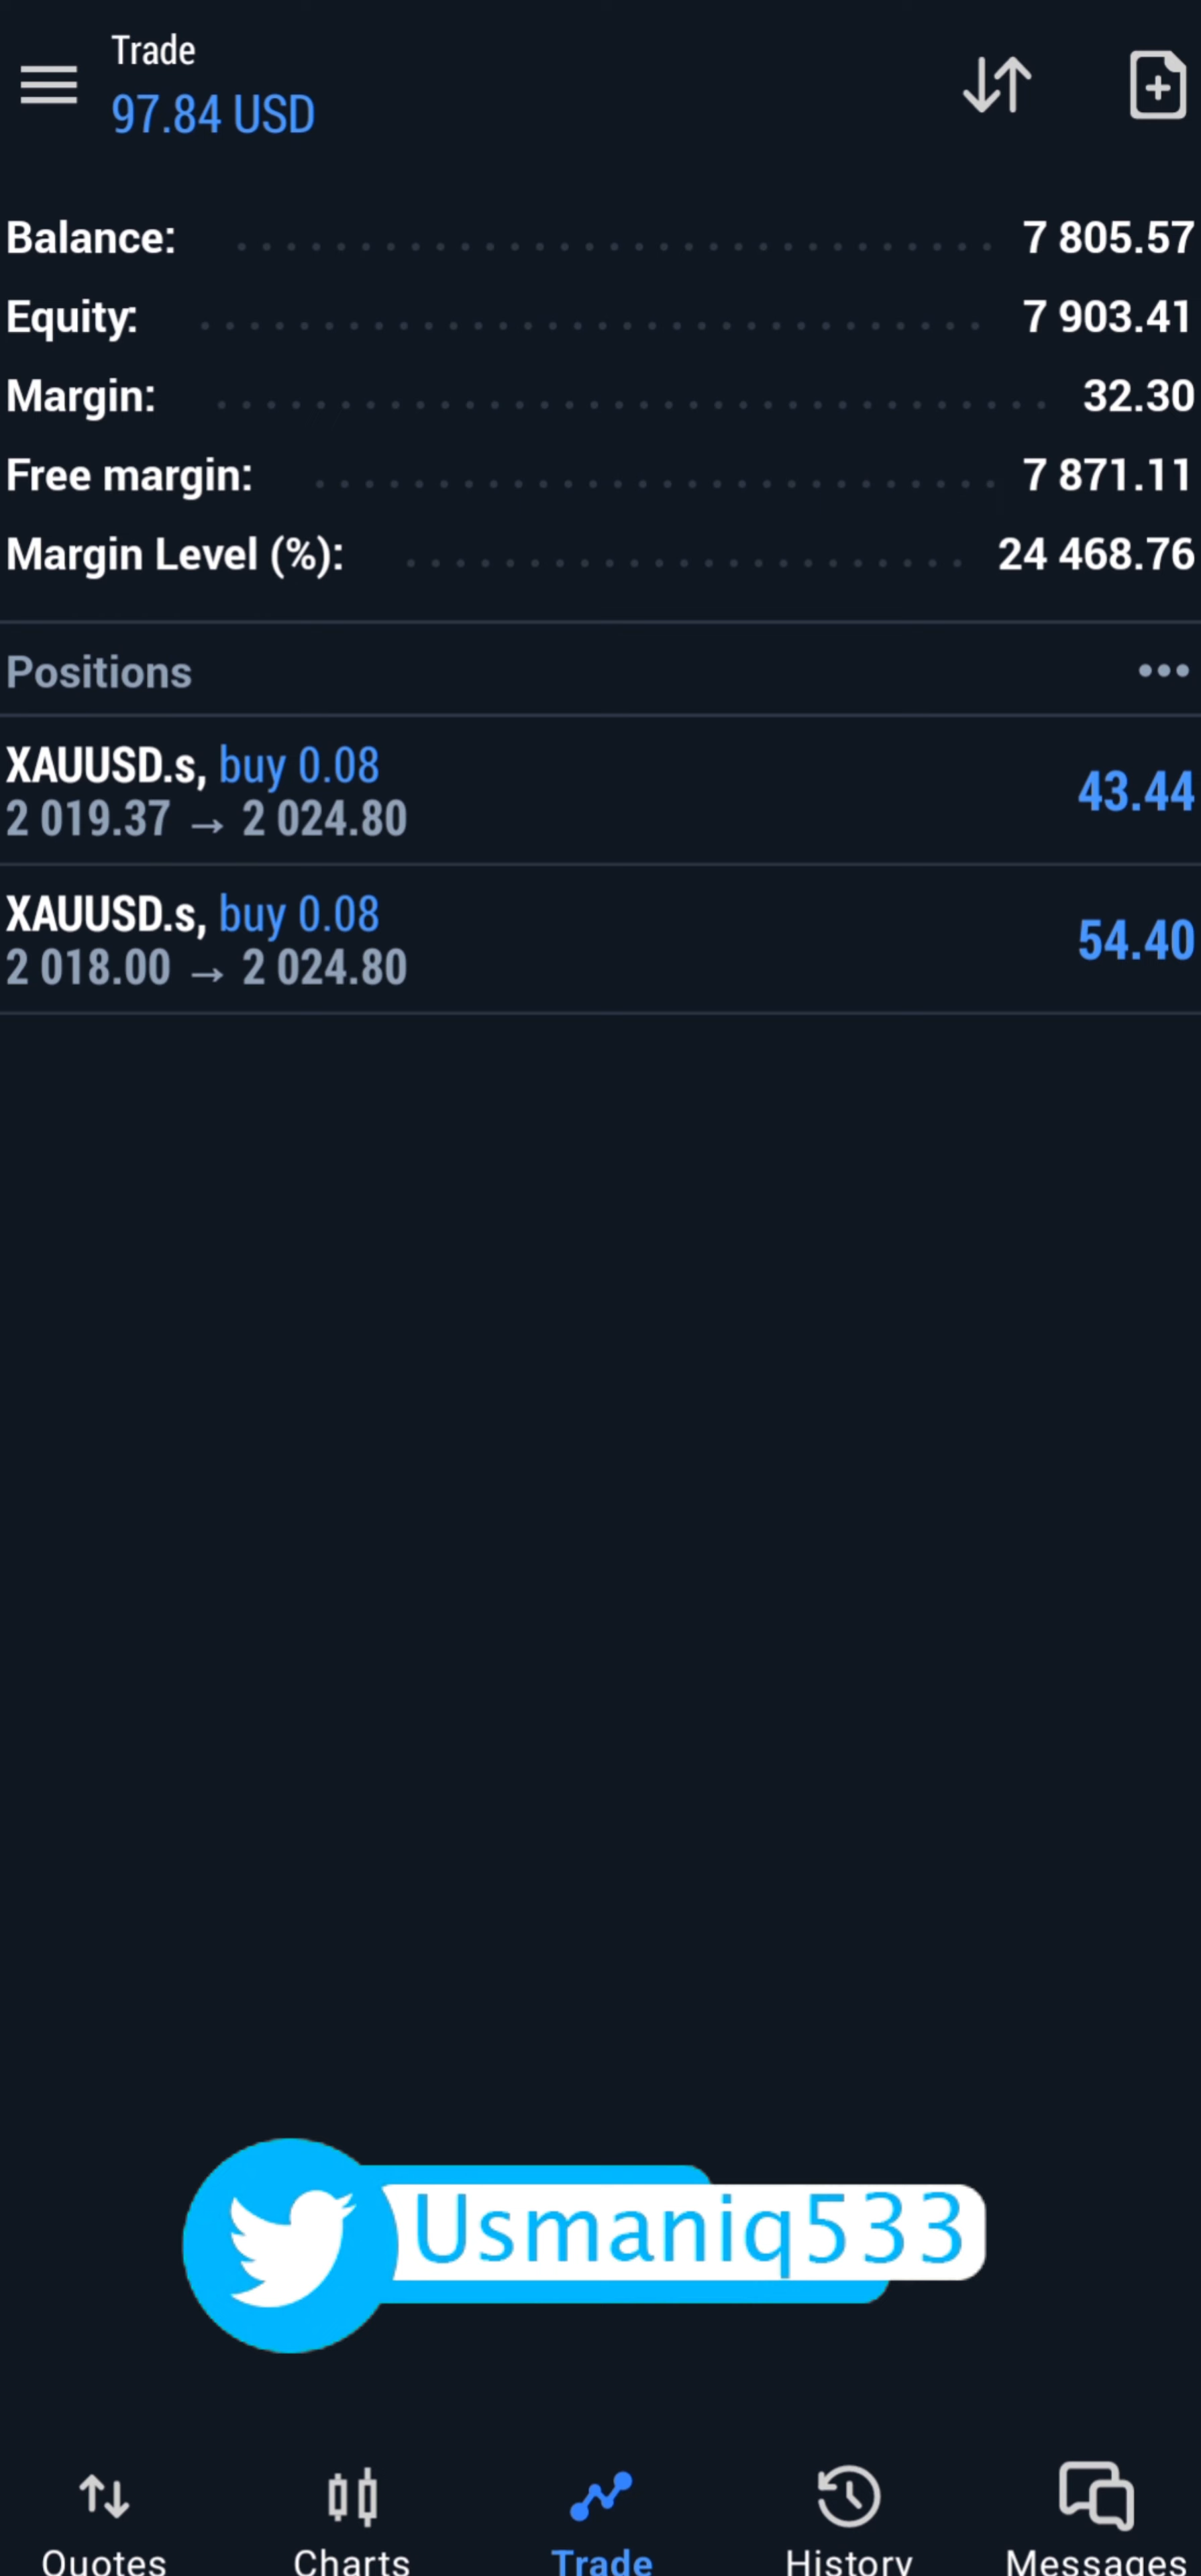 Trade
97.84 USD
Balance: 7 805.57
Equity: 7 903.41
Margin: 32.30
Free margin: 7 871.11
Margin Level (%): 24 468.76
Positions
XAUUSD.s, buy 0.08
2 019.37 → 2 024.80
43.44
XAUUSD.s, buy 0.08
2 018.00 → 2 024.80
54.40
Usmaniq533
Quotes Charts Trade History Messages